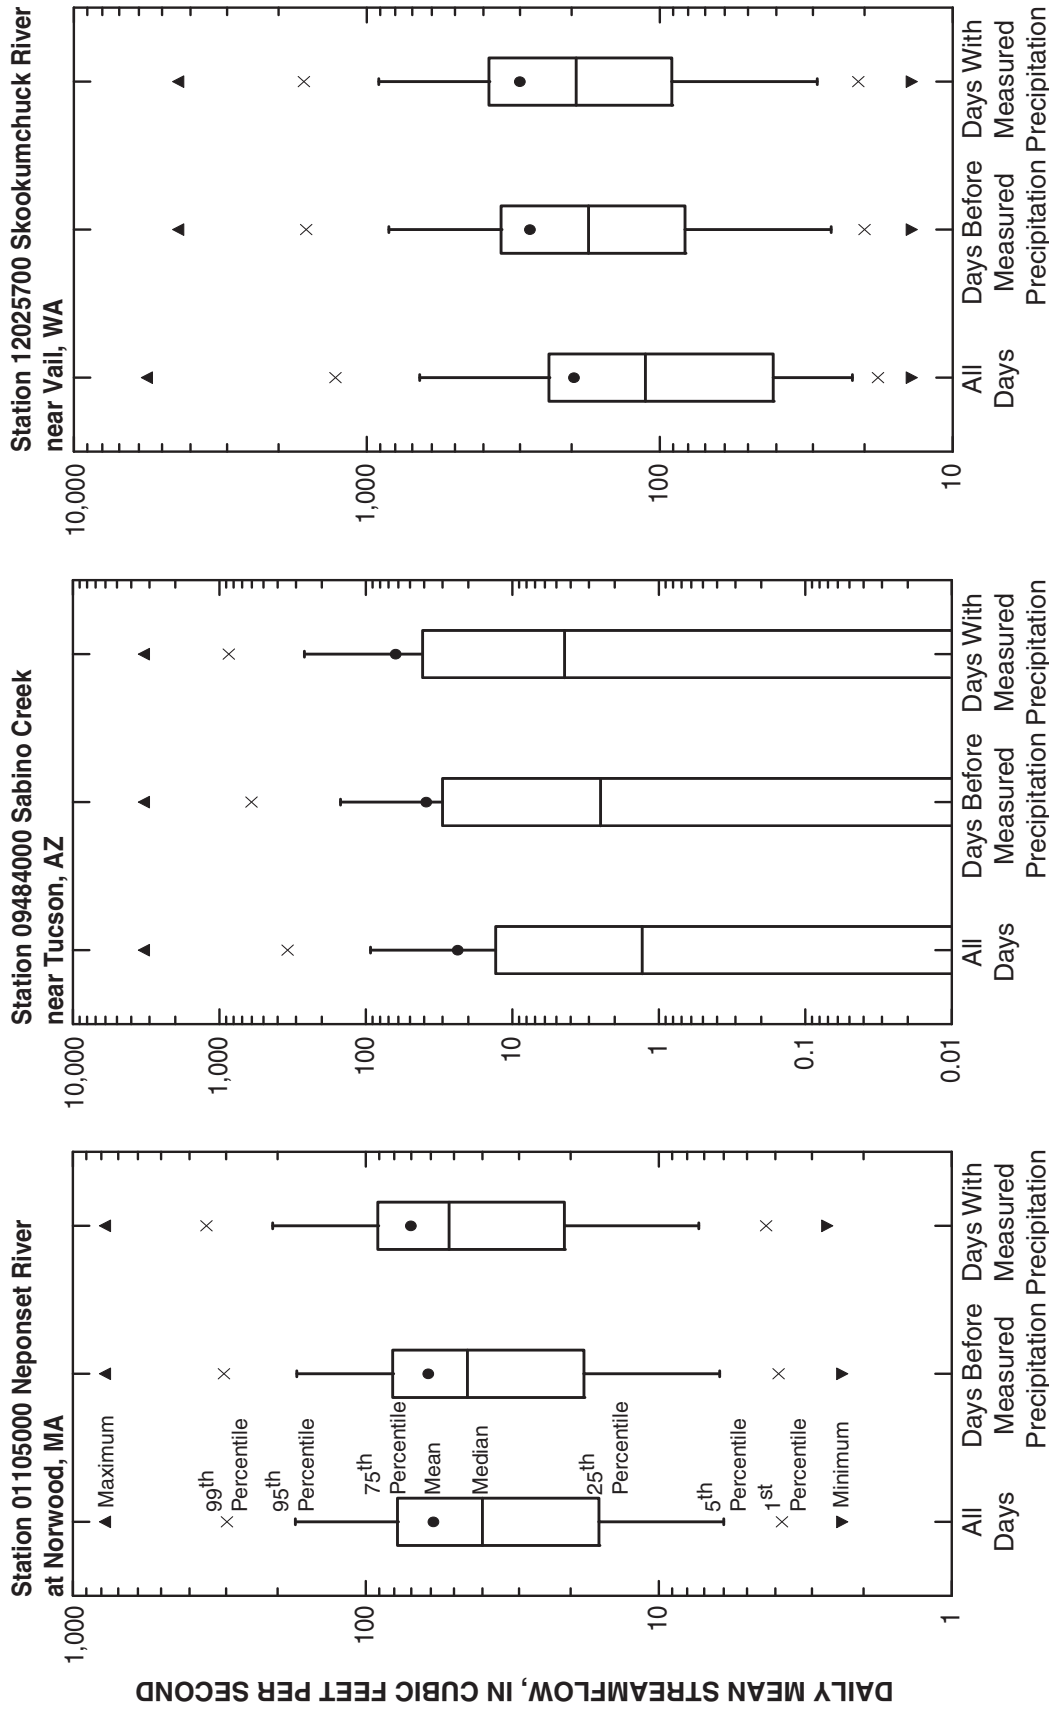 DAILY MEAN STREAMFLOW, IN CUBIC FEET PER SECOND
Station 01105000 Neponset River
at Norwood, MA
1,000
100
10
1
Maximum
99th
Percentile
95th
Percentile
75th
Percentile
Mean
Median
25th
Percentile
5th
Percentile
1st
Percentile
Minimum
All
Days
Days Before
Measured
Precipitation
Days With
Measured
Precipitation
Station 09484000 Sabino Creek
near Tucson, AZ
10,000
1,000
100
10
1
0.1
0.01
All
Days
Days Before
Measured
Precipitation
Days With
Measured
Precipitation
Station 12025700 Skookumchuck River
near Vail, WA
10,000
1,000
100
10
All
Days
Days Before
Measured
Precipitation
Days With
Measured
Precipitation